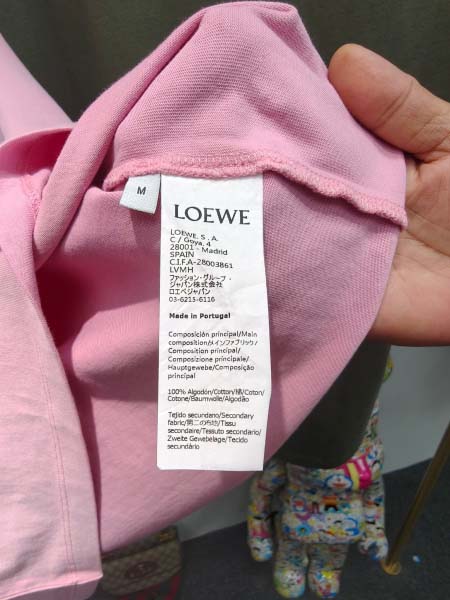 M
LOEWE
LOEWE, S.A.
C / Goya, 4
28001 - Madrid
SPAIN
C.I.F.A-28003861
LVMH
ファッション・グループ・
ジャパン株式会社
ロエベジャパン
03-6215-6116
Made in Portugal
Composición principal/Main
composition/メインファブリック/
Composition principal/
Composizione principale/
Hauptgewebe/Composição
principal
100% Algodón/Cotton/綿/Coton/
Cotone/Baumwolle/Algodão
Tejido secundario/Secondary
fabric/第二の布地/Tissu
secondaire/Tessuto secondario/
Zweite Gewebelage/Tecido
secundário